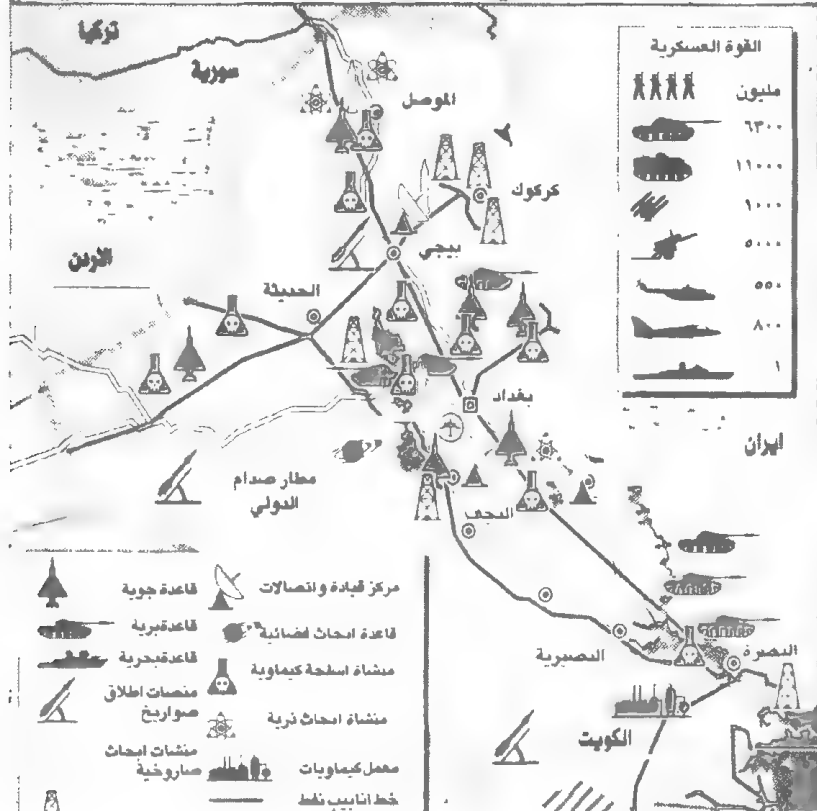 تركيا
سورية
الموصل
كركوك
بيجي
الاردن
الحديثة
بغداد
ايران
مطار صدام
الدولي
النجف
الناصرية
البصرة
الكويت
القوة العسكرية
مليون
٦٣٠٠
١١٠٠٠
٩٠٠٠
٥٠٠٠
٥٥٠
٨٠٠
١
مركز قيادة واتصالات
قاعدة ابحاث فضائية
منشاة اسلحة كيماوية
منشاة ابحاث ذرية
معمل كيماويات
خط انابيب نفط
قاعدة جوية
قاعدة برية
قاعدة بحرية
منصات اطلاق
صواريخ
منشات ابحاث
صاروخية